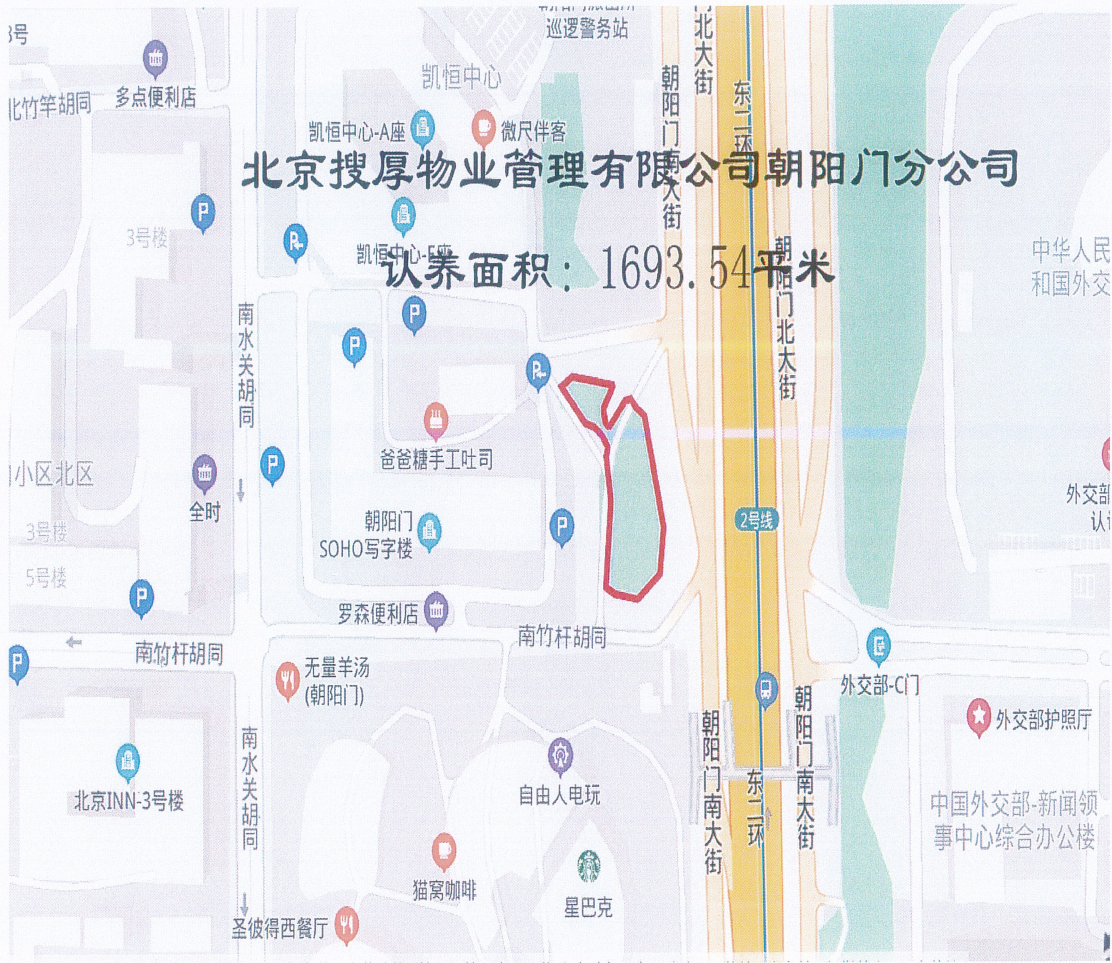 3号
巡逻警务站
凯恒中心
多点便利店
北竹竿胡同
凯恒中心-A座
微尺伴客
朝阳门南大街
门北大街
东二环
北京搜厚物业管理有限公司朝阳门分公司
3号楼
认养面积：1693.54平米
朝阳门北大街
中华人民
和国外交
南水关胡同
爸爸糖手工吐司
小区北区
全时
3号楼
5号楼
朝阳门
SOHO写字楼
2号线
外交部
罗森便利店
南竹杆胡同
南竹杆胡同
无量羊汤
(朝阳门)
外交部-C门
外交部护照厅
朝阳门南大街
东二环
朝阳门南大街
南水关胡同
北京INN-3号楼
自由人电玩
中国外交部-新闻领
事中心综合办公楼
猫窝咖啡
星巴克
圣彼得西餐厅